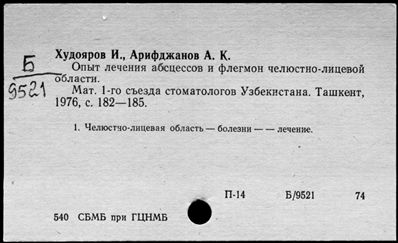 Б
9521
Худояров И., Арифджанов А. К.
Опыт лечения абсцессов и флегмон челюстно-лицевой
области.
Мат. 1-го съезда стоматологов Узбекистана. Ташкент,
1976, с. 182—185.
1. Челюстно-лицевая область — болезни — — лечение.
П-14 Б/9521 74
540 СБМБ при ГЦНМБ